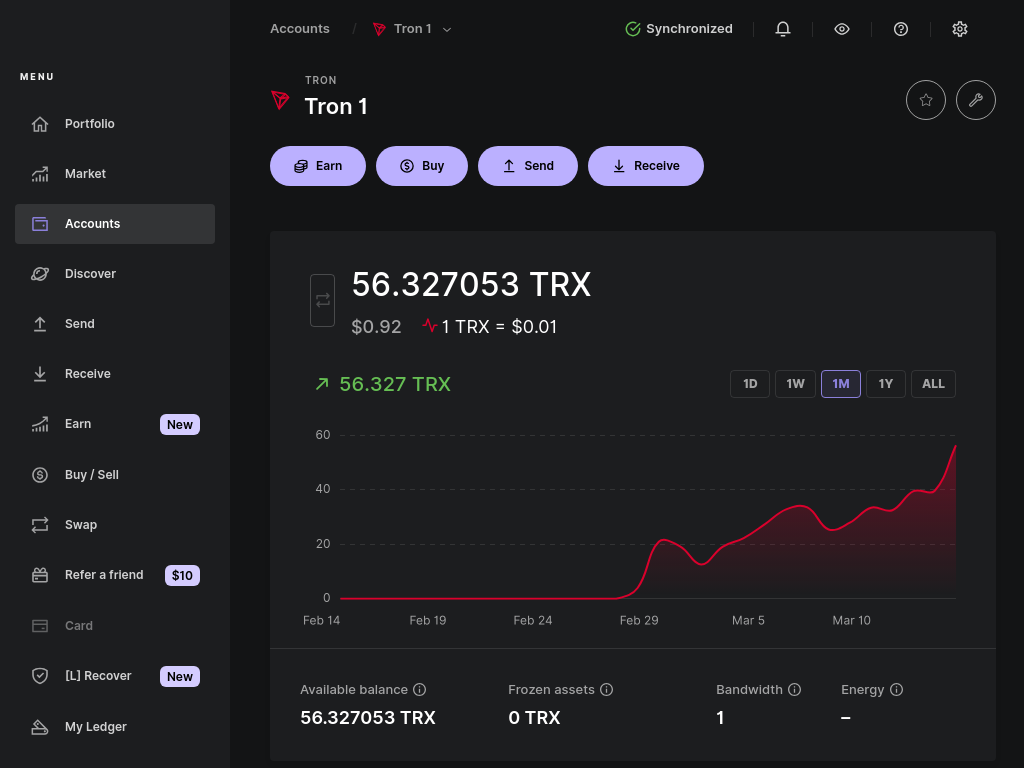 Accounts / Tron 1
Synchronized
MENU
Portfolio
Market
Accounts
Discover
Send
Receive
Earn New
Buy / Sell
Swap
Refer a friend $10
Card
[L] Recover New
My Ledger
TRON
Tron 1
Earn Buy Send Receive
56.327053 TRX
$0.92 1 TRX = $0.01
56.327 TRX
1D 1W 1M 1Y ALL
60
40
20
0
Feb 14 Feb 19 Feb 24 Feb 29 Mar 5 Mar 10
Available balance Frozen assets Bandwidth Energy
56.327053 TRX 0 TRX 1 –